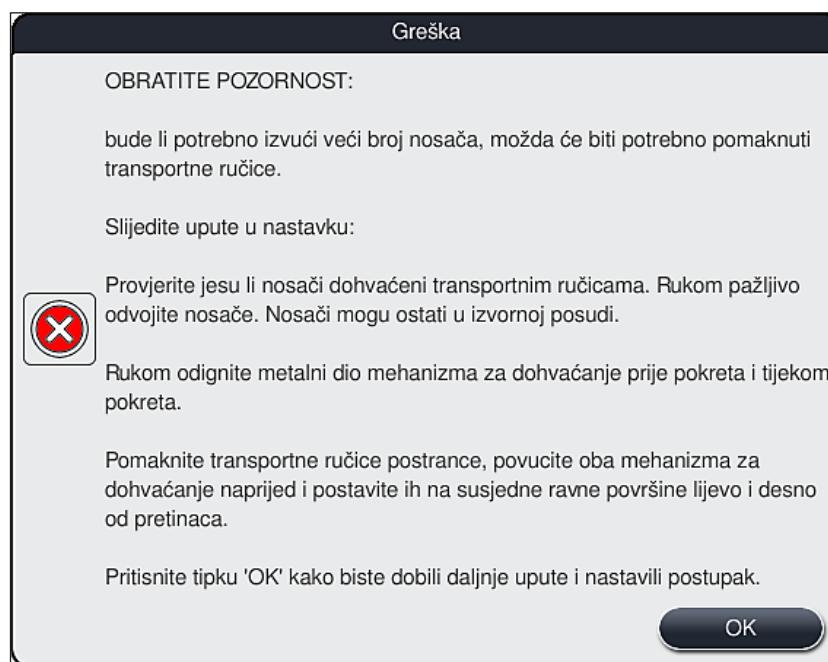 Greška
OBRATITE POZORNOST:
bude li potrebno izvući veći broj nosača, možda će biti potrebno pomaknuti
transportne ručice.
Slijedite upute u nastavku:
Provjerite jesu li nosači dohvaćeni transportnim ručicama. Rukom pažljivo
odvojite nosače. Nosači mogu ostati u izvornoj posudi.
Rukom odignite metalni dio mehanizma za dohvaćanje prije pokreta i tijekom
pokreta.
Pomaknite transportne ručice postrance, povucite oba mehanizma za
dohvaćanje naprijed i postavite ih na susjedne ravne površine lijevo i desno
od pretinaca.
Pritisnite tipku 'OK' kako biste dobili daljnje upute i nastavili postupak.
OK